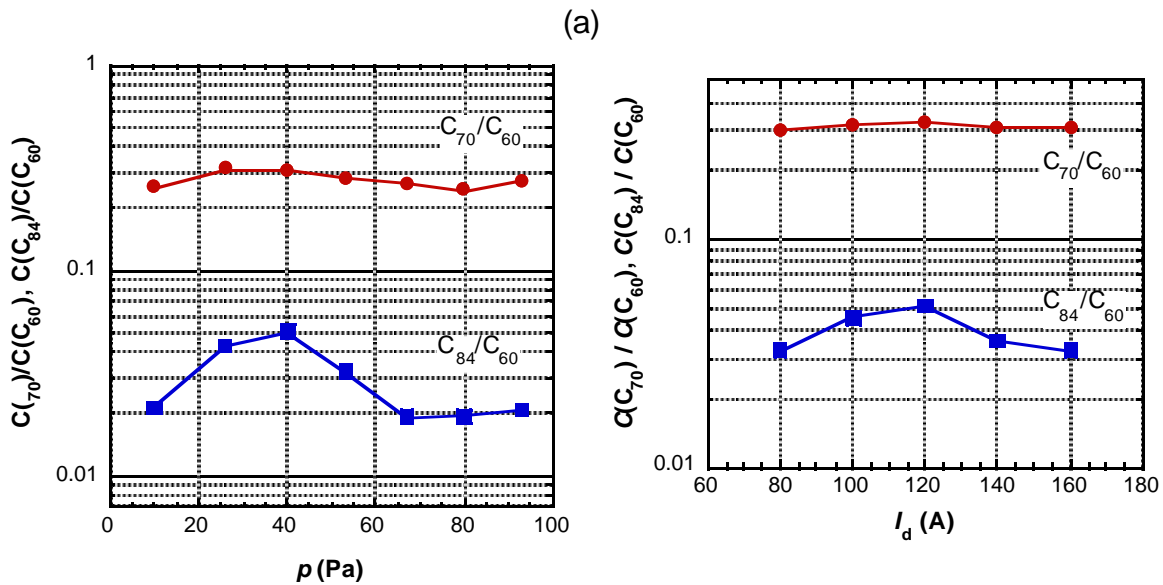 (a)
C(₇₀)/C(C₆₀), C(C₈₄)/C(C₆₀)
1
0.1
0.01
C₇₀/C₆₀
C₈₄/C₆₀
0 20 40 60 80 100
p (Pa)
C(C₇₀) / C(C₆₀), C(C₈₄) / C(C₆₀)
0.1
0.01
C₇₀/C₆₀
C₈₄/C₆₀
60 80 100 120 140 160 180
I_d (A)